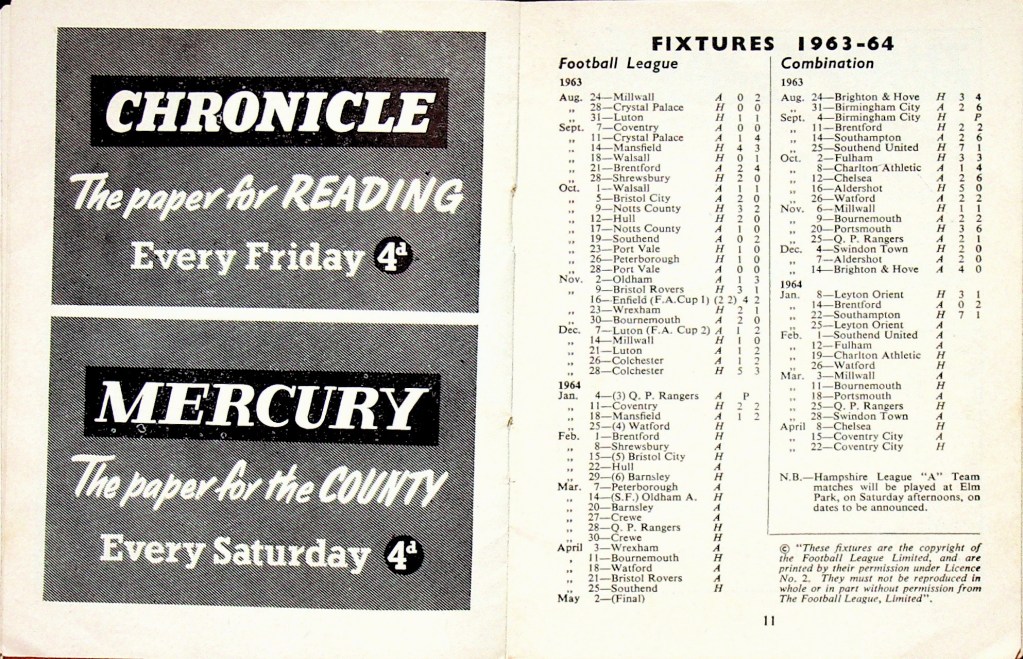 CHRONICLE
The paper for READING
Every Friday 4d
MERCURY
The paper for the COUNTY
Every Saturday 4d
FIXTURES 1963-64
Football League
1963
Aug. 24—Millwall A 0 2
,, 28—Crystal Palace H 0 0
,, 31—Luton H 1 1
Sept. 7—Coventry A 0 0
,, 11—Crystal Palace A 1 4
,, 14—Mansfield H 4 3
,, 18—Walsall H 0 1
,, 21—Brentford A 2 4
,, 28—Shrewsbury H 2 0
Oct. 1—Walsall A 1 1
,, 5—Bristol City A 2 0
,, 9—Notts County H 3 2
,, 12—Hull H 2 0
,, 17—Notts County A 1 0
,, 19—Southend A 0 2
,, 23—Port Vale H 1 0
,, 26—Peterborough H 1 0
,, 28—Port Vale A 0 0
Nov. 2—Oldham A 1 3
,, 9—Bristol Rovers H 3 1
16—Enfield (F.A.Cup 1) (2 2) 4 2
,, 23—Wrexham H 2 1
,, 30—Bournemouth A 2 0
Dec. 7—Luton (F.A. Cup 2) A 1 2
,, 14—Millwall H 1 0
,, 21—Luton A 1 2
,, 26—Colchester A 1 2
,, 28—Colchester H 5 3
1964
Jan. 4—(3) Q. P. Rangers A P
,, 11—Coventry H 2 2
,, 18—Mansfield A 1 2
,, 25—(4) Watford H
Feb. 1—Brentford H
,, 8—Shrewsbury A
,, 15—(5) Bristol City H
,, 22—Hull A
,, 29—(6) Barnsley H
Mar. 7—Peterborough A
,, 14—(S.F.) Oldham A. H
,, 20—Barnsley A
,, 27—Crewe A
,, 28—Q. P. Rangers H
,, 30—Crewe H
April 3—Wrexham A
,, 11—Bournemouth H
,, 18—Watford A
,, 21—Bristol Rovers A
,, 25—Southend H
May 2—(Final)
Combination
1963
Aug. 24—Brighton & Hove H 3 4
,, 31—Birmingham City A 2 6
Sept. 4—Birmingham City H P
,, 11—Brentford H 2 2
,, 14—Southampton A 2 6
,, 25—Southend United H 7 1
Oct. 2—Fulham H 3 3
,, 8—Charlton Athletic A 1 4
,, 12—Chelsea A 2 6
,, 16—Aldershot H 5 0
,, 26—Watford A 2 2
Nov. 6—Millwall H 1 1
,, 9—Bournemouth A 2 2
,, 20—Portsmouth H 3 6
,, 25—Q. P. Rangers A 2 1
Dec. 4—Swindon Town H 2 0
,, 7—Aldershot A 2 0
,, 14—Brighton & Hove A 4 0
1964
Jan. 8—Leyton Orient H 3 1
,, 14—Brentford A 0 2
,, 22—Southampton H 7 1
,, 25—Leyton Orient A
Feb. 1—Southend United A
,, 12—Fulham A
,, 19—Charlton Athletic H
,, 26—Watford H
Mar. 3—Millwall A
,, 11—Bournemouth H
,, 18—Portsmouth A
,, 25—Q. P. Rangers H
,, 28—Swindon Town A
April 8—Chelsea H
,, 15—Coventry City A
,, 22—Coventry City H
N.B.—Hampshire League "A" Team
matches will be played at Elm
Park, on Saturday afternoons, on
dates to be announced.
© "These fixtures are the copyright of
the Football League Limited, and are
printed by their permission under Licence
No. 2. They must not be reproduced in
whole or in part without permission from
The Football League, Limited".
11